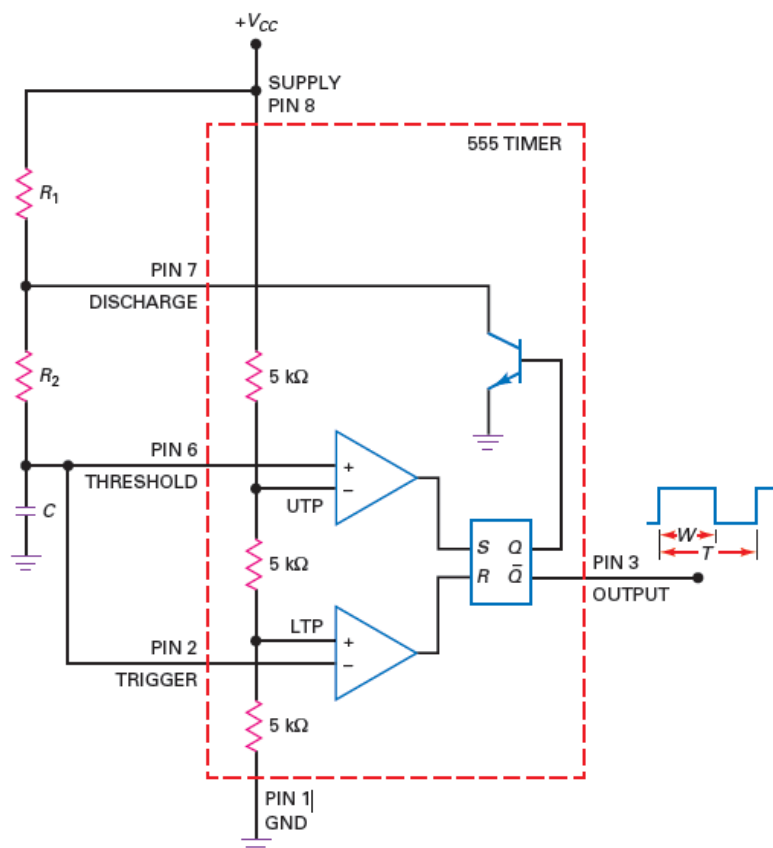 +V_CC
SUPPLY
PIN 8
555 TIMER
R₁
PIN 7
DISCHARGE
R₂
5 kΩ
PIN 6
THRESHOLD
+
−
UTP
C
S Q
R Q̅
5 kΩ
PIN 3
OUTPUT
W
T
LTP
+
−
PIN 2
TRIGGER
5 kΩ
PIN 1
GND